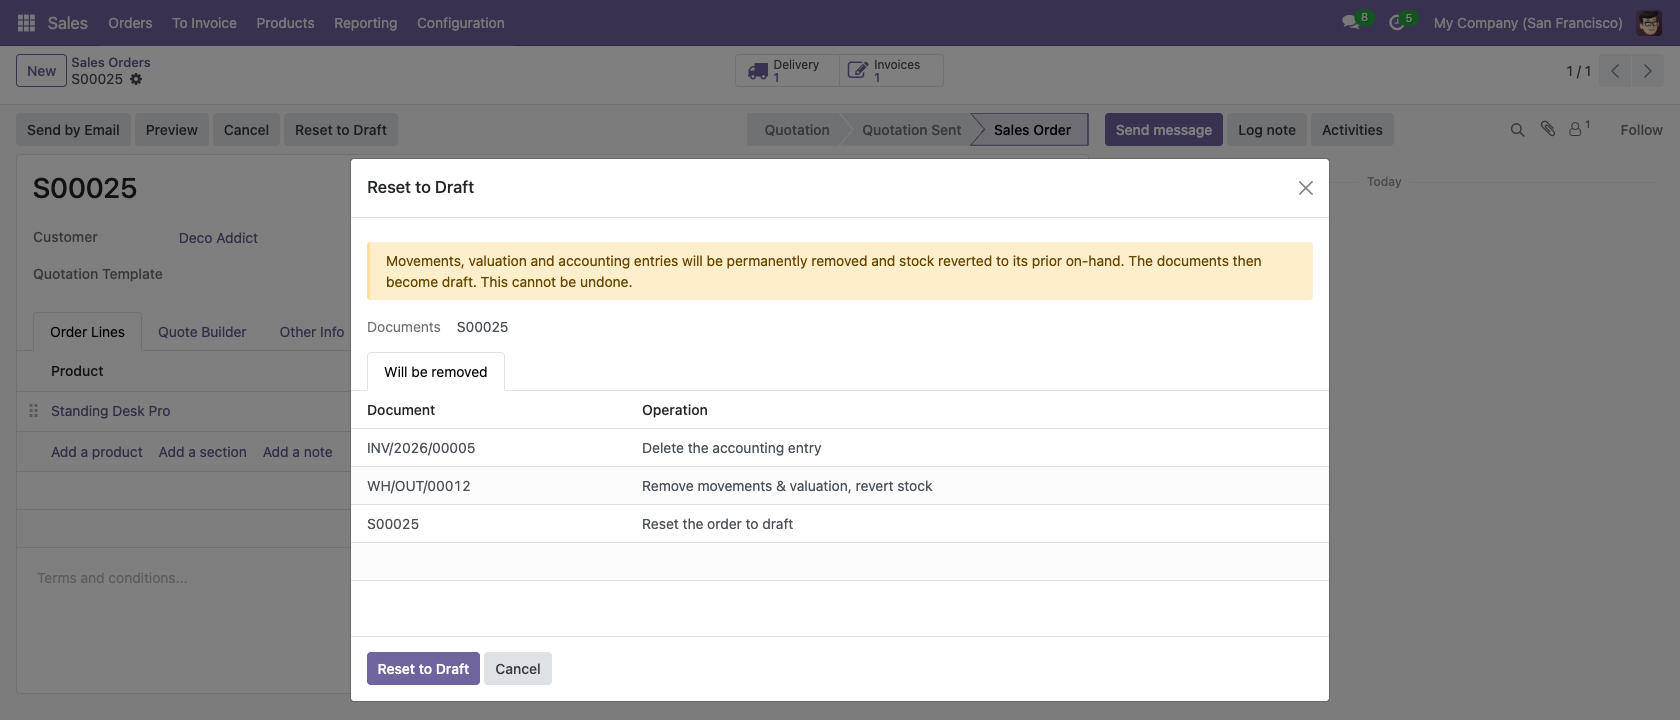 Sales Orders To Invoice Products Reporting Configuration 8 5 My Company (San Francisco)
New
Sales Orders
S00025
Delivery
1
Invoices
1
1 / 1
Send by Email Preview Cancel Reset to Draft Quotation Quotation Sent Sales Order Send message Log note Activities 1 Follow
S00025
Customer Deco Addict
Quotation Template
Order Lines Quote Builder Other Info
Product
Standing Desk Pro
Add a product Add a section Add a note
Terms and conditions...
Today
Reset to Draft
Movements, valuation and accounting entries will be permanently removed and stock reverted to its prior on-hand. The documents then
become draft. This cannot be undone.
Documents S00025
Will be removed
Document Operation
INV/2026/00005 Delete the accounting entry
WH/OUT/00012 Remove movements & valuation, revert stock
S00025 Reset the order to draft
Reset to Draft Cancel